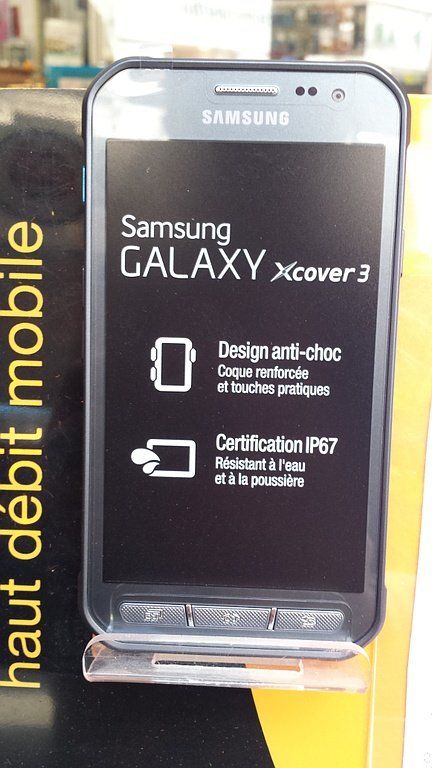 SAMSUNG
Samsung
GALAXY Xcover 3
Design anti-choc
Coque renforcée
et touches pratiques
Certification IP67
Résistant à l'eau
et à la poussière
haut débit mobile